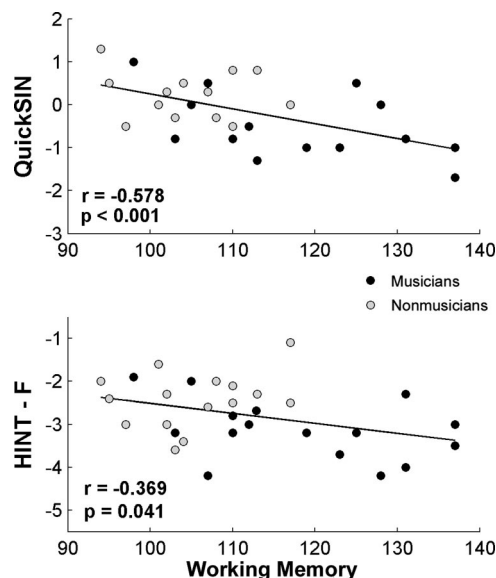 QuickSIN
2
1
0
-1
-2
-3
r = -0.578
p < 0.001
90 100 110 120 130 140
Musicians
Nonmusicians
HINT - F
-1
-2
-3
-4
-5
r = -0.369
p = 0.041
90 100 110 120 130 140
Working Memory